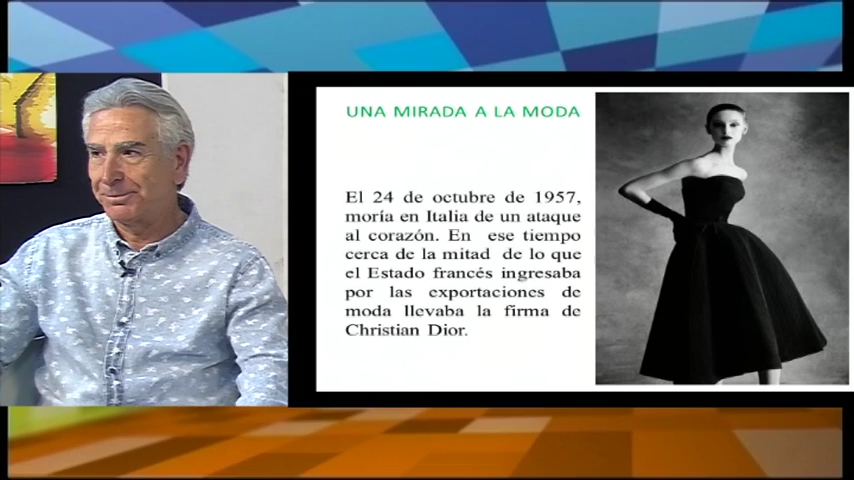 UNA MIRADA A LA MODA
El 24 de octubre de 1957,
moría en Italia de un ataque
al corazón. En ese tiempo
cerca de la mitad de lo que
el Estado francés ingresaba
por las exportaciones de
moda llevaba la firma de
Christian Dior.